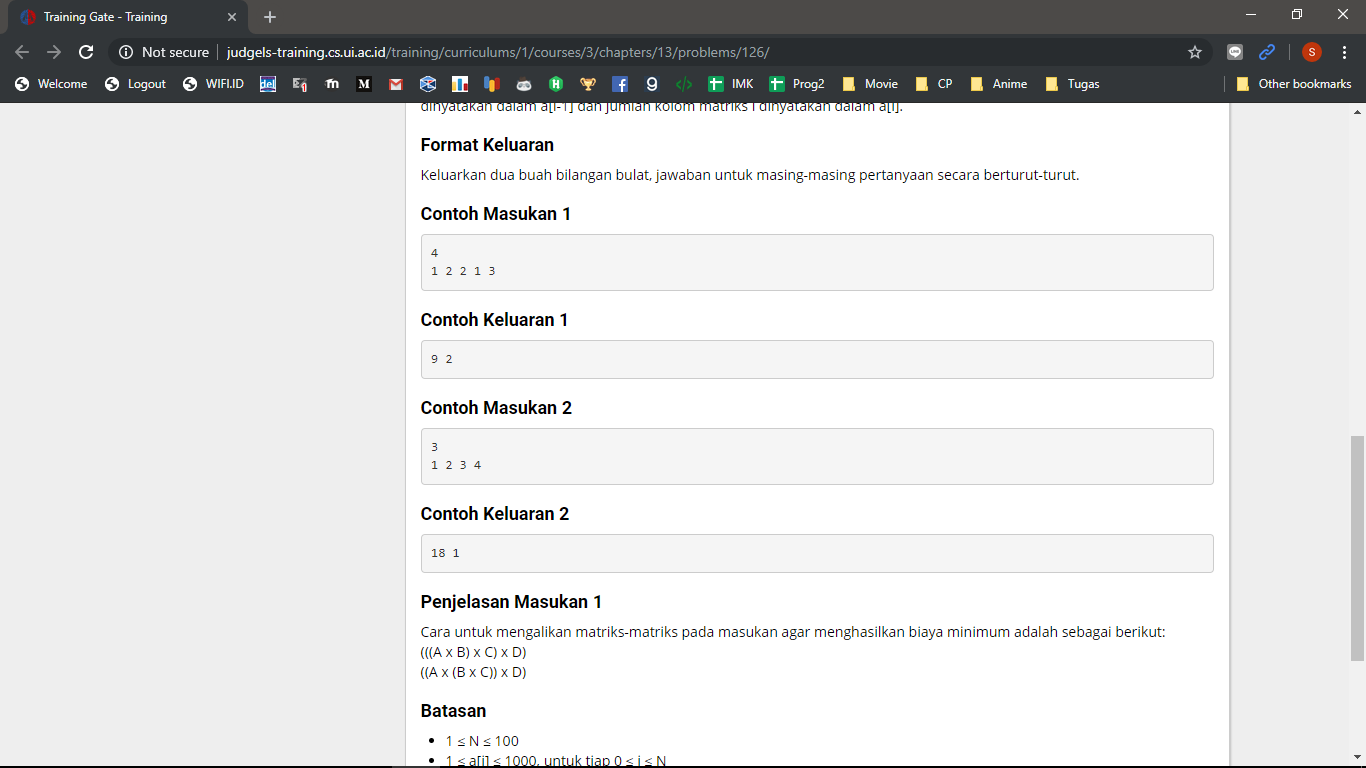 Training Gate - Training
Not secure
judgels-training.cs.ui.ac.id/training/curriculums/1/courses/3/chapters/13/problems/126/
S
Welcome
Logout
WIFI.ID
del
m
M
IMK
Prog2
Movie
CP
Anime
Tugas
Other bookmarks
dinyatakan dalam a[i-1] dan jumlah kolom matriks i dinyatakan dalam a[i].
Format Keluaran
Keluarkan dua buah bilangan bulat, jawaban untuk masing-masing pertanyaan secara berturut-turut.
Contoh Masukan 1
4
1 2 2 1 3
Contoh Keluaran 1
9 2
Contoh Masukan 2
3
1 2 3 4
Contoh Keluaran 2
18 1
Penjelasan Masukan 1
Cara untuk mengalikan matriks-matriks pada masukan agar menghasilkan biaya minimum adalah sebagai berikut:
(((A x B) x C) x D)
((A x (B x C)) x D)
Batasan
1 ≤ N ≤ 100
1 ≤ a[i] ≤ 1000, untuk tiap 0 ≤ i ≤ N